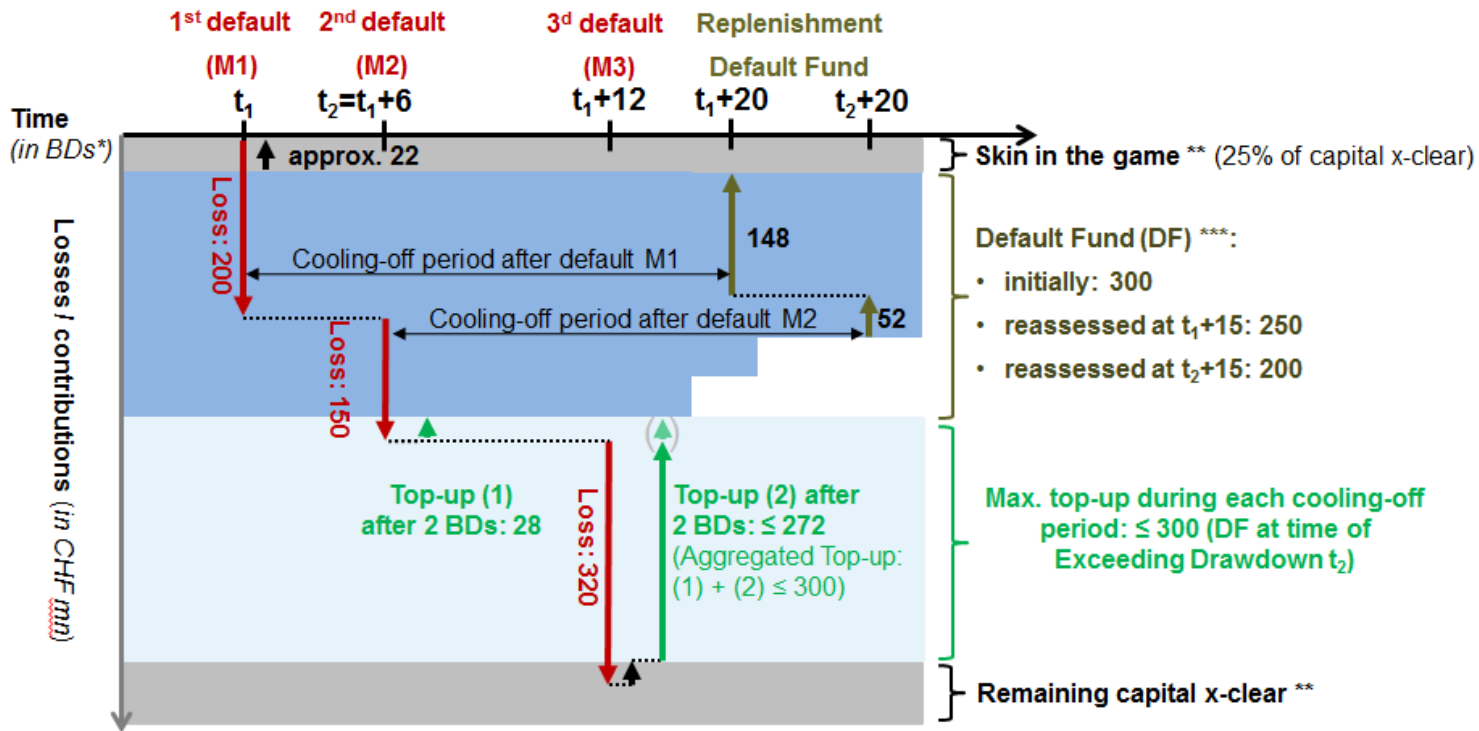 1st default
(M1)
t1
2nd default
(M2)
t2=t1+6
3d default
(M3)
t1+12
Replenishment
Default Fund
t1+20
t2+20
Time
(in BDs*)
approx. 22
Skin in the game ** (25% of capital x-clear)
Losses / contributions (in CHF mn)
Loss: 200
Cooling-off period after default M1
148
Cooling-off period after default M2
52
Default Fund (DF) ***:
• initially: 300
• reassessed at t1+15: 250
• reassessed at t2+15: 200
Loss: 150
Top-up (1)
after 2 BDs: 28
Loss: 320
Top-up (2) after
2 BDs: ≤ 272
(Aggregated Top-up:
(1) + (2) ≤ 300)
Max. top-up during each cooling-off
period: ≤ 300 (DF at time of
Exceeding Drawdown t2)
Remaining capital x-clear **